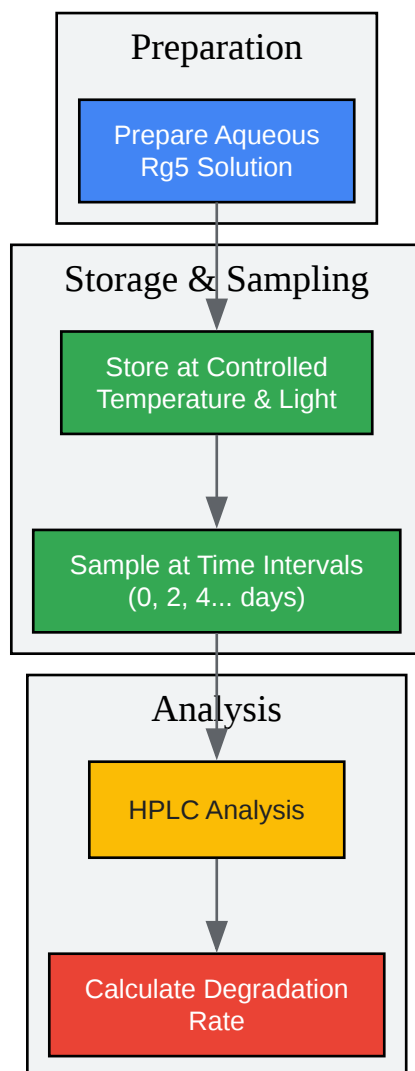 Preparation
Prepare Aqueous
Rg5 Solution
Storage & Sampling
Store at Controlled
Temperature & Light
Sample at Time Intervals
(0, 2, 4... days)
Analysis
HPLC Analysis
Calculate Degradation
Rate